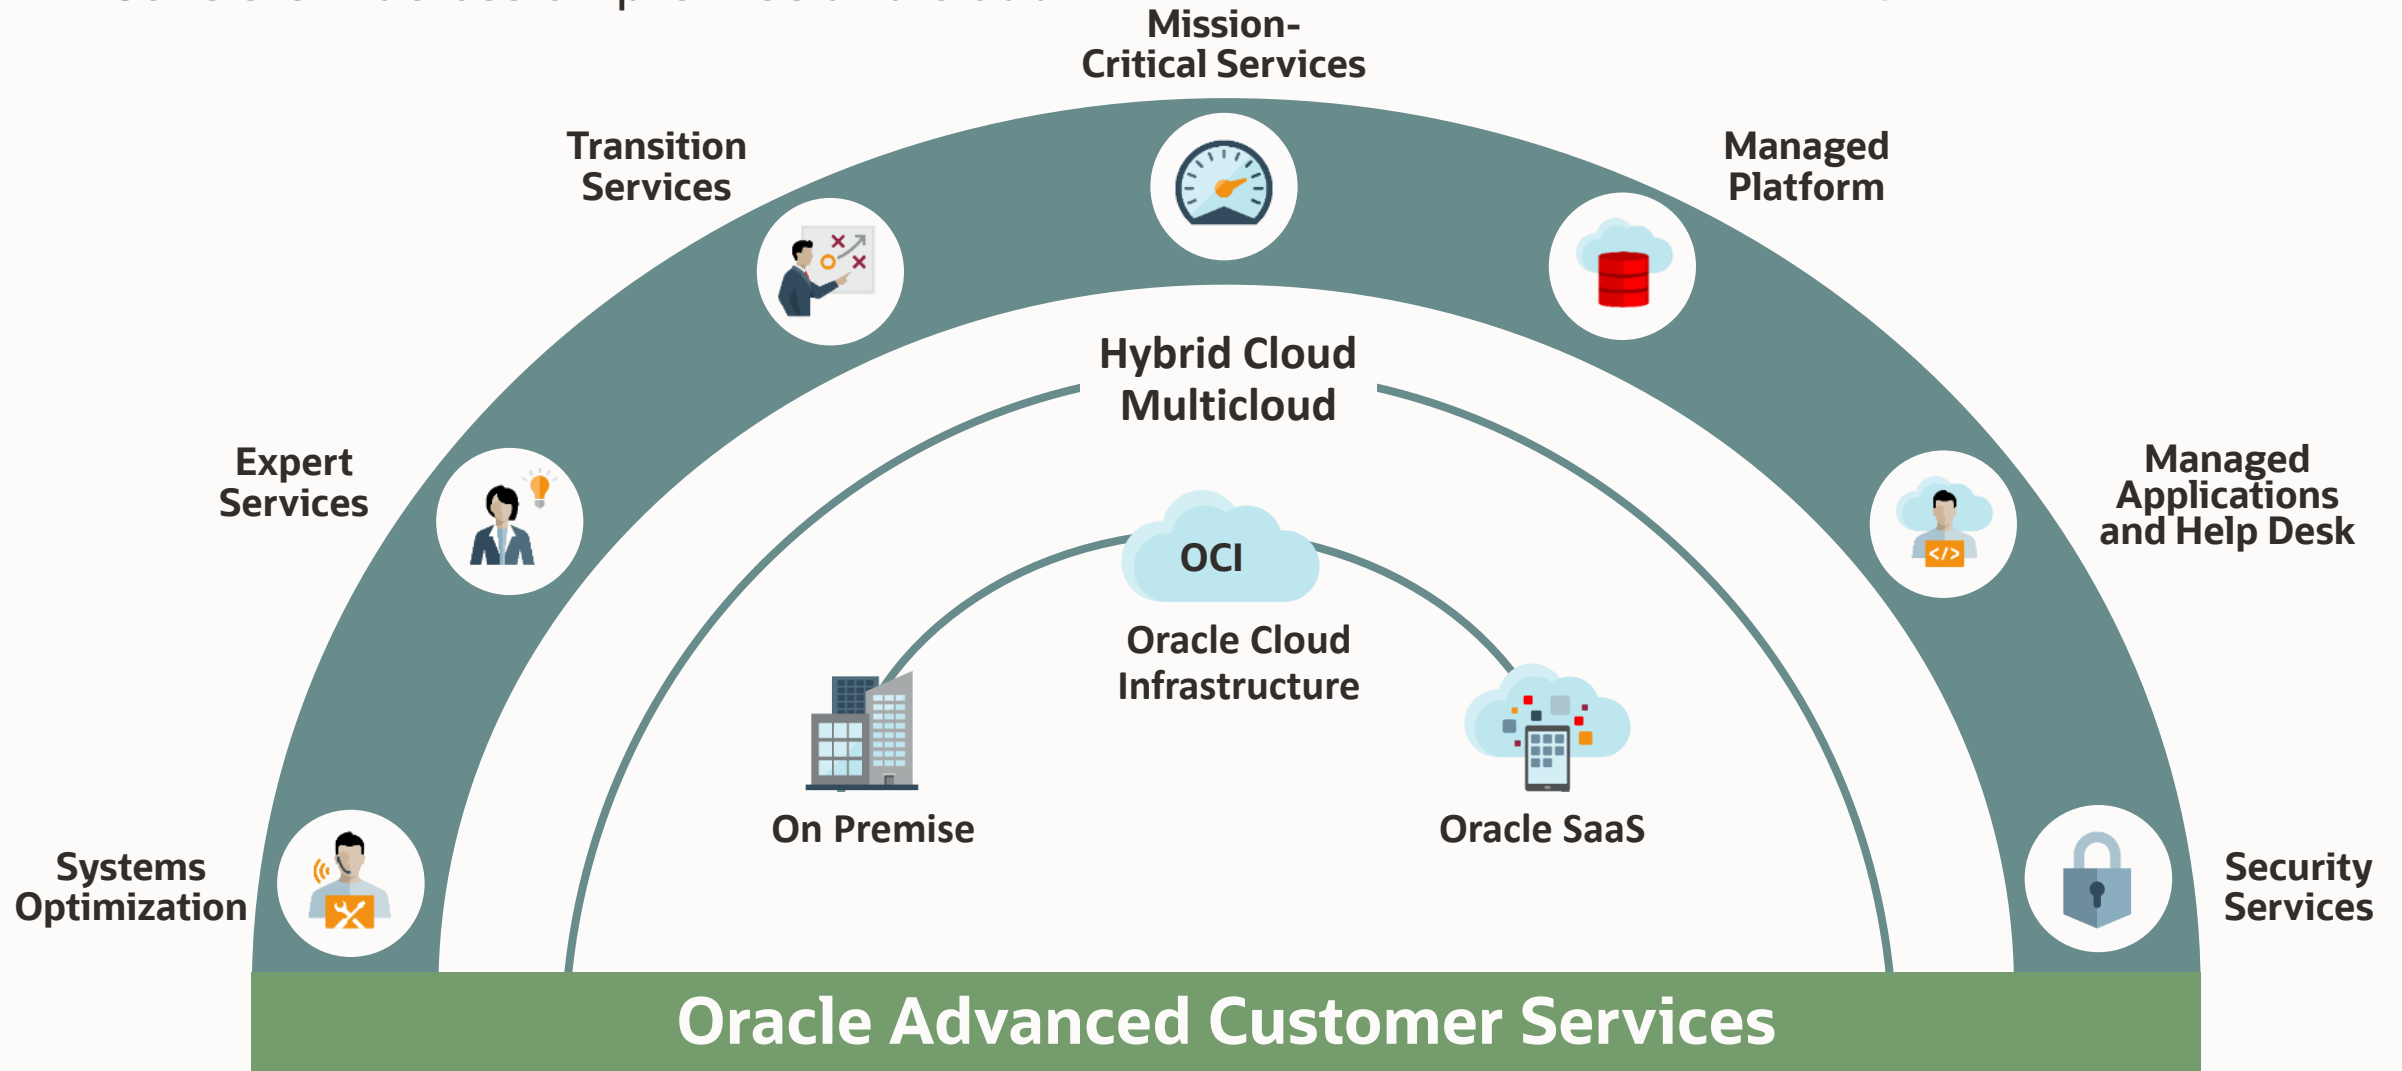 Mission-
Critical Services
Transition
Services
Managed
Platform
Hybrid Cloud
Multicloud
Expert
Services
Managed
Applications
and Help Desk
OCI
Oracle Cloud
Infrastructure
</>
On Premise
Oracle SaaS
Systems
Optimization
Security
Services
Oracle Advanced Customer Services